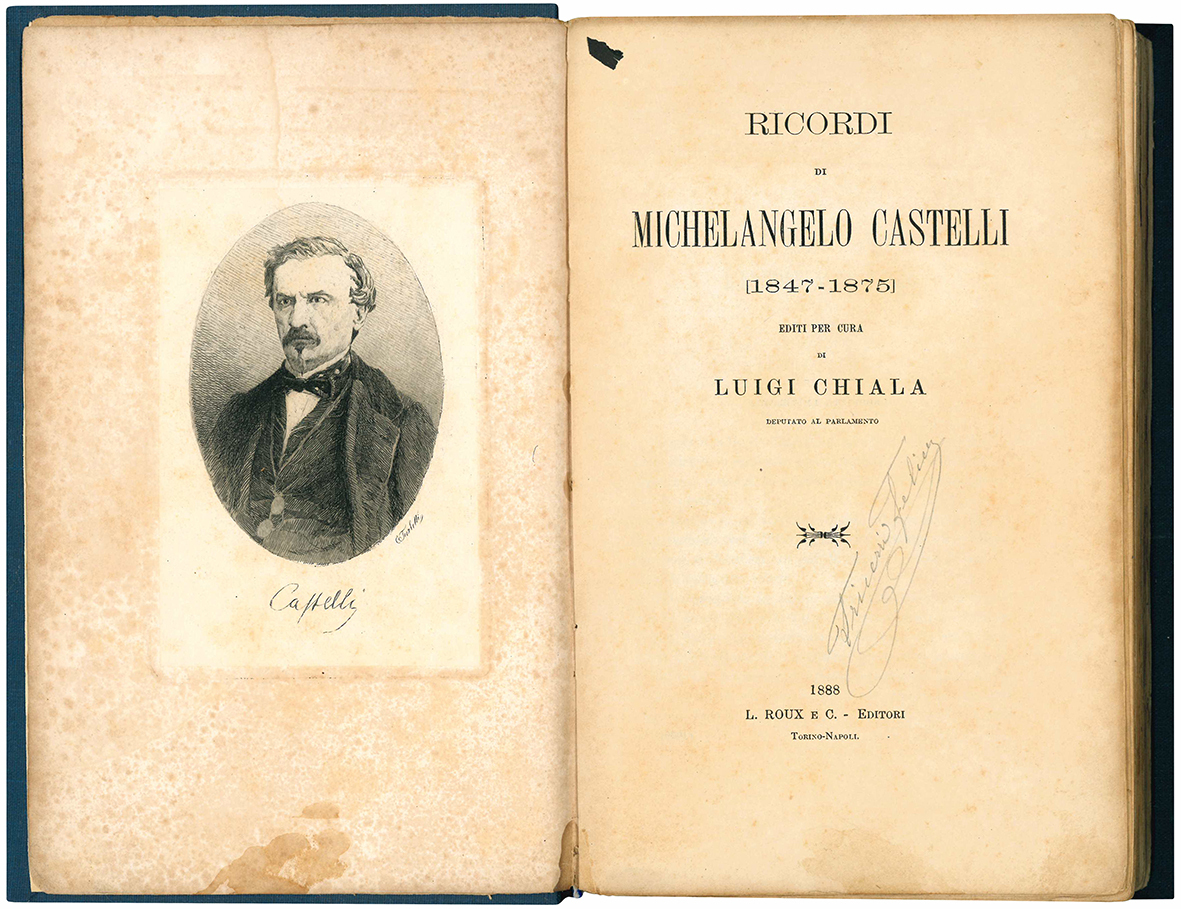 Castelli
RICORDI
DI
MICHELANGELO CASTELLI
[1847-1875]
EDITI PER CURA
DI
LUIGI CHIALA
DEPUTATO AL PARLAMENTO
1888
L. ROUX E C. - EDITORI
TORINO-NAPOLI.